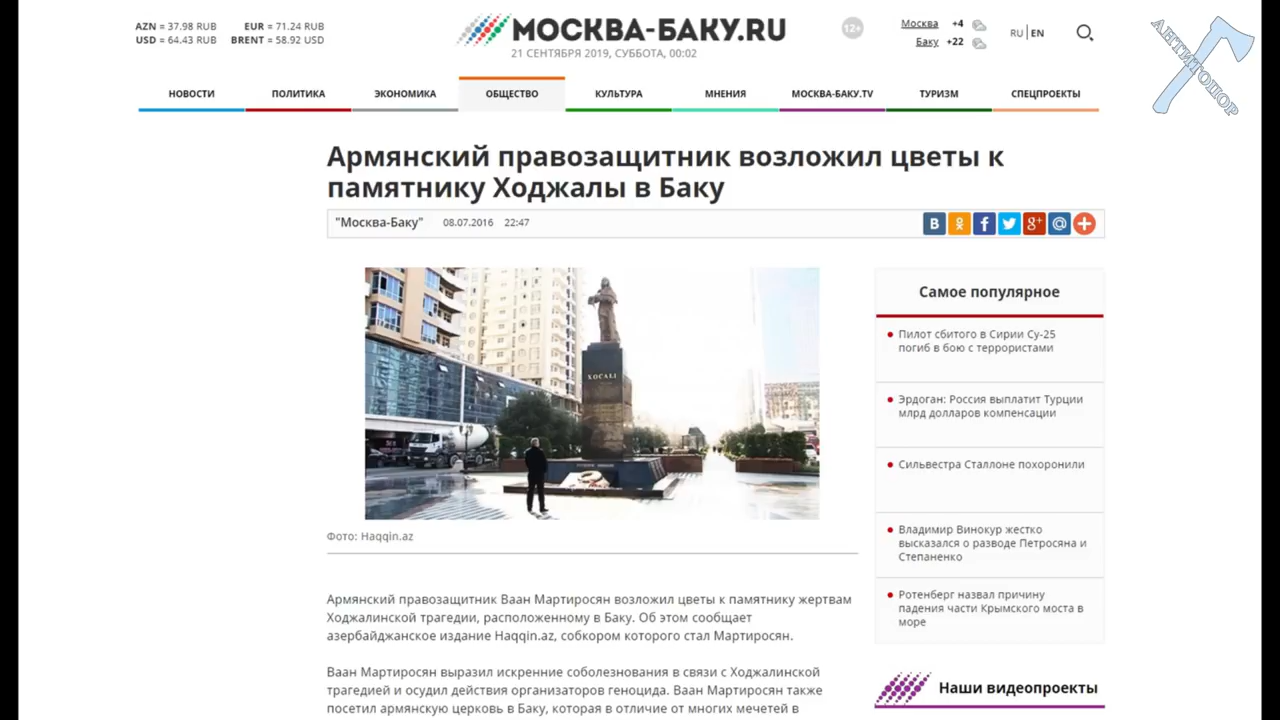 AZN = 37.98 RUB EUR = 71.24 RUB
USD = 64.43 RUB BRENT = 58.92 USD
МОСКВА-БАКУ.RU
21 СЕНТЯБРЯ 2019, СУББОТА, 00:02
12+
Москва +4
Баку +22
RU EN
АНТИТОПОР
НОВОСТИ ПОЛИТИКА ЭКОНОМИКА ОБЩЕСТВО КУЛЬТУРА МНЕНИЯ МОСКВА-БАКУ.TV ТУРИЗМ СПЕЦПРОЕКТЫ
Армянский правозащитник возложил цветы к
памятнику Ходжалы в Баку
"Москва-Баку" 08.07.2016 22:47
XOCALI
Фото: Haqqin.az
Армянский правозащитник Ваан Мартиросян возложил цветы к памятнику жертвам
Ходжалинской трагедии, расположенному в Баку. Об этом сообщает
азербайджанское издание Haqqin.az, собкором которого стал Мартиросян.
Ваан Мартиросян выразил искренние соболезнования в связи с Ходжалинской
трагедией и осудил действия организаторов геноцида. Ваан Мартиросян также
посетил армянскую церковь в Баку, которая в отличие от многих мечетей в
Самое популярное
Пилот сбитого в Сирии Су-25
погиб в бою с террористами
Эрдоган: Россия выплатит Турции
млрд долларов компенсации
Сильвестра Сталлоне похоронили
Владимир Винокур жестко
высказался о разводе Петросяна и
Степаненко
Ротенберг назвал причину
падения части Крымского моста в
море
Наши видеопроекты